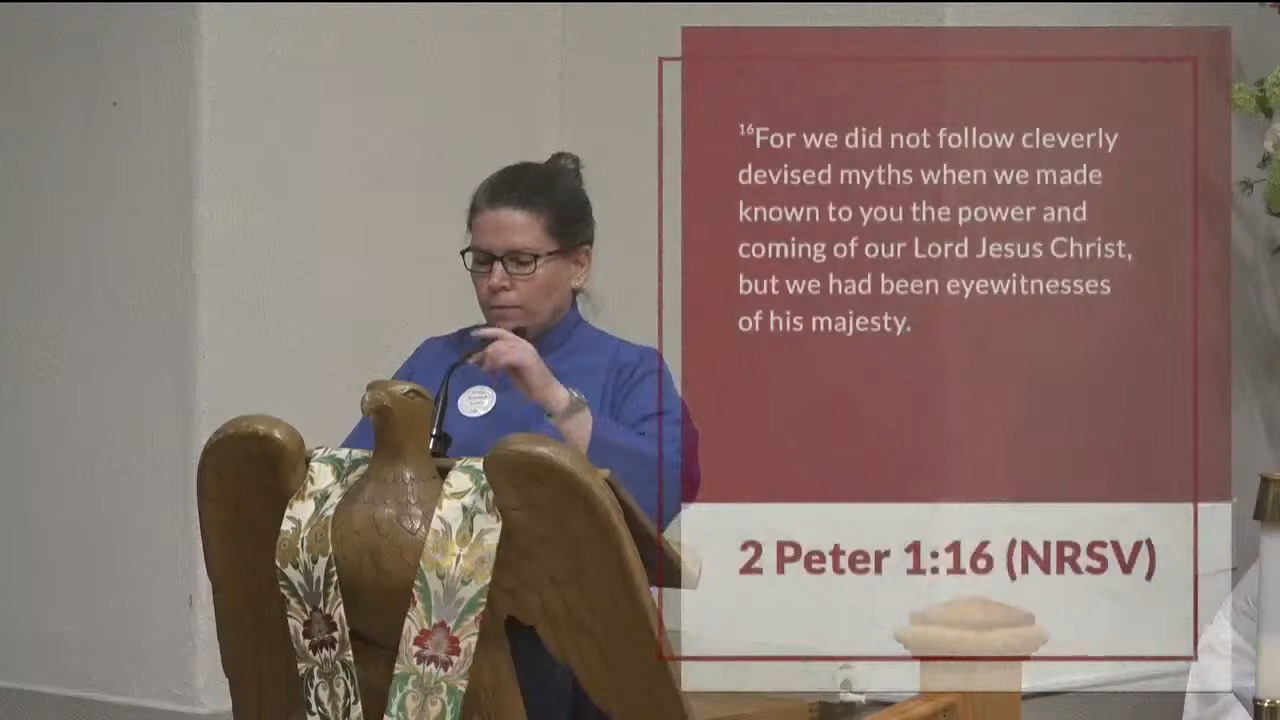 ¹⁶For we did not follow cleverly
devised myths when we made
known to you the power and
coming of our Lord Jesus Christ,
but we had been eyewitnesses
of his majesty.
2 Peter 1:16 (NRSV)